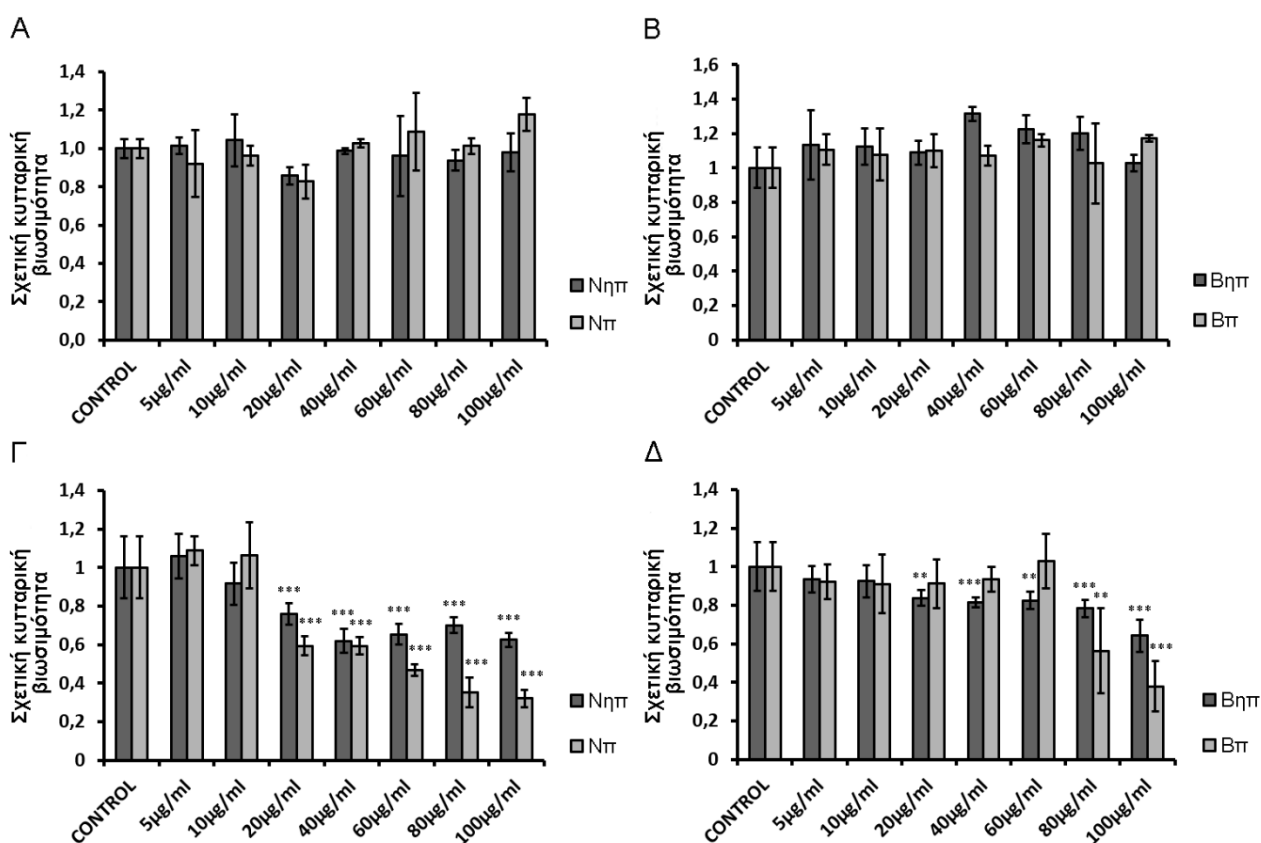 Α
Σχετική κυτταρική
βιωσιμότητα
1,4
1,2
1,0
0,8
0,6
0,4
0,2
0,0
CONTROL
5μg/ml
10μg/ml
20μg/ml
40μg/ml
60μg/ml
80μg/ml
100μg/ml
Νηπ
Νπ
Β
Σχετική κυτταρική
βιωσιμότητα
1,6
1,4
1,2
1
0,8
0,6
0,4
0,2
0
CONTROL
5μg/ml
10μg/ml
20μg/ml
40μg/ml
60μg/ml
80μg/ml
100μg/ml
Βηπ
Βπ
Γ
Σχετική κυτταρική
βιωσιμότητα
1,4
1,2
1
0,8
0,6
0,4
0,2
0
*** *** *** *** *** *** *** *** *** ***
CONTROL
5μg/ml
10μg/ml
20μg/ml
40μg/ml
60μg/ml
80μg/ml
100μg/ml
Νηπ
Νπ
Δ
Σχετική κυτταρική
βιωσιμότητα
1,4
1,2
1
0,8
0,6
0,4
0,2
0
** *** ** *** ** *** ***
CONTROL
5μg/ml
10μg/ml
20μg/ml
40μg/ml
60μg/ml
80μg/ml
100μg/ml
Βηπ
Βπ